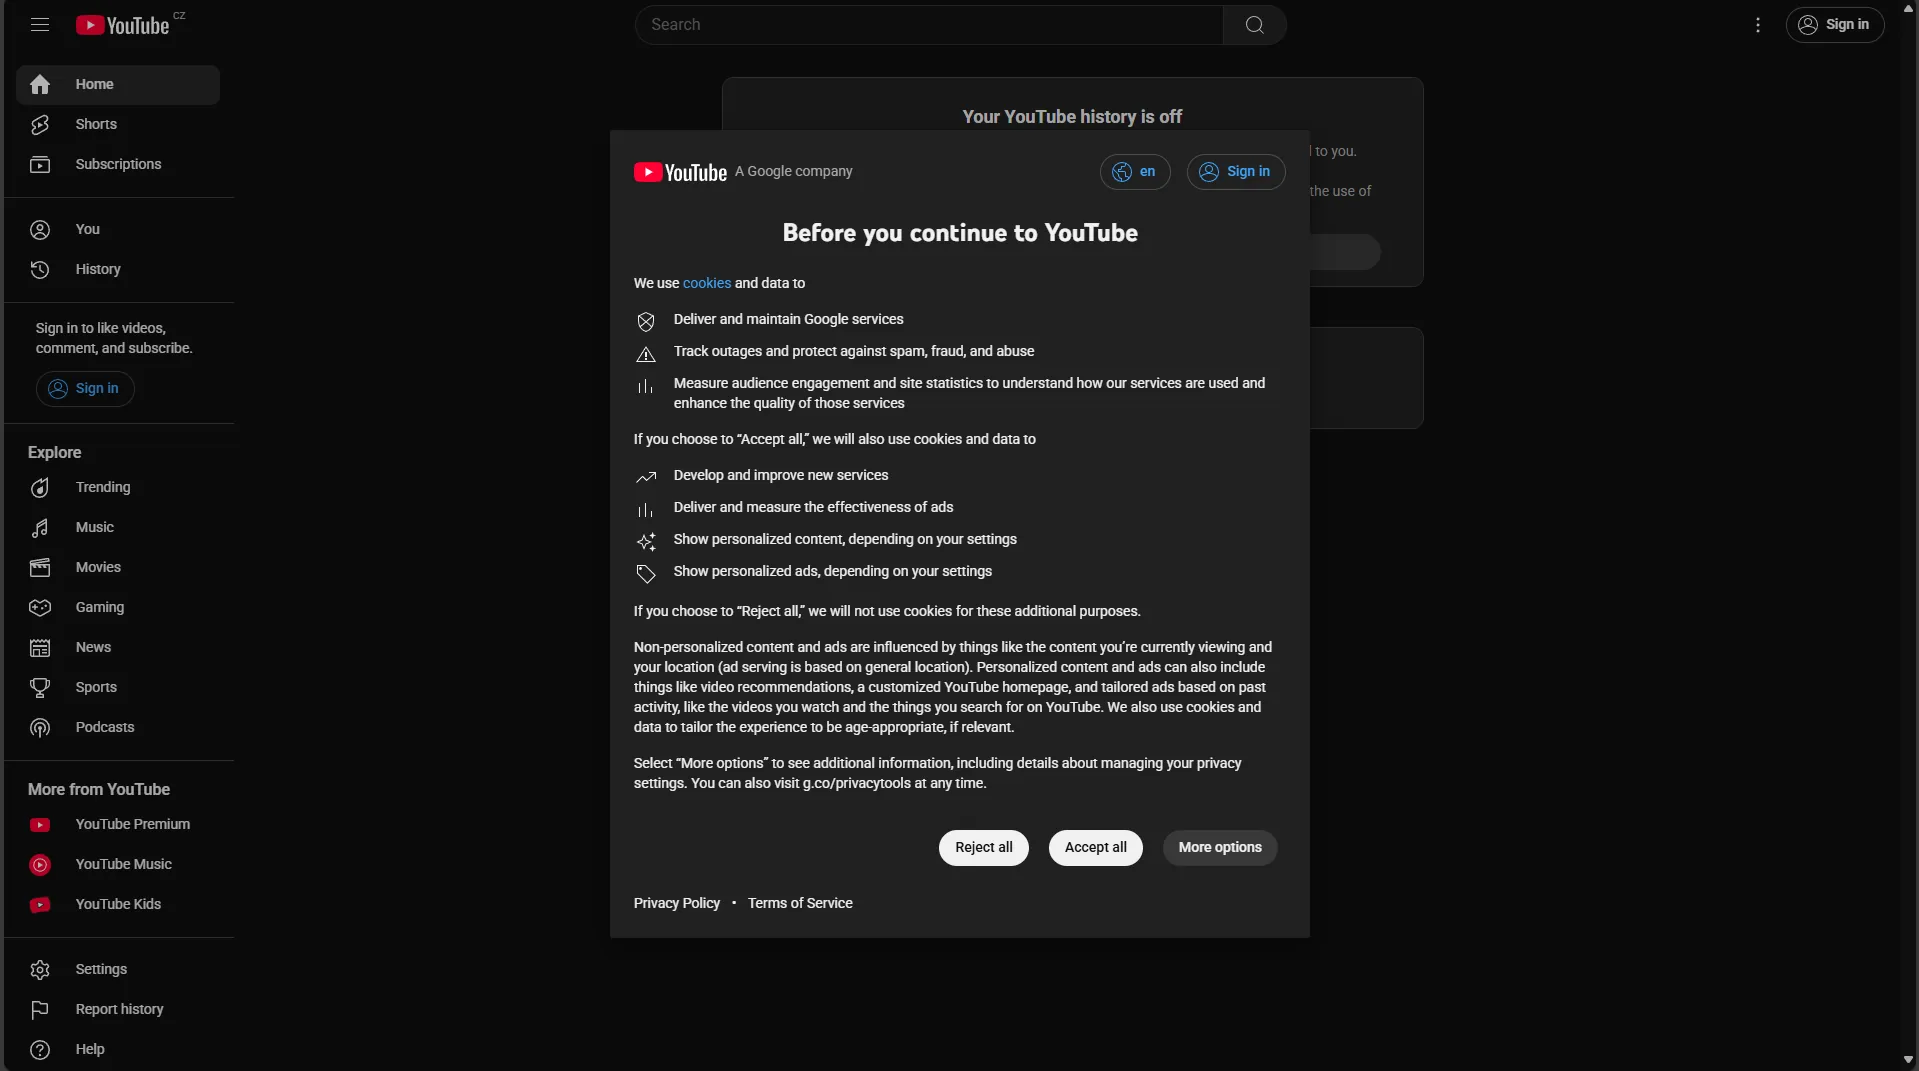 YouTube CZ
Search
Sign in
Home
Shorts
Subscriptions
You
History
Sign in to like videos,
comment, and subscribe.
Sign in
Explore
Trending
Music
Movies
Gaming
News
Sports
Podcasts
More from YouTube
YouTube Premium
YouTube Music
YouTube Kids
Settings
Report history
Help
Your YouTube history is off
to you.
the use of
YouTube A Google company
en
Sign in
Before you continue to YouTube
We use cookies and data to
Deliver and maintain Google services
Track outages and protect against spam, fraud, and abuse
Measure audience engagement and site statistics to understand how our services are used and
enhance the quality of those services
If you choose to “Accept all,” we will also use cookies and data to
Develop and improve new services
Deliver and measure the effectiveness of ads
Show personalized content, depending on your settings
Show personalized ads, depending on your settings
If you choose to “Reject all,” we will not use cookies for these additional purposes.
Non-personalized content and ads are influenced by things like the content you’re currently viewing and
your location (ad serving is based on general location). Personalized content and ads can also include
things like video recommendations, a customized YouTube homepage, and tailored ads based on past
activity, like the videos you watch and the things you search for on YouTube. We also use cookies and
data to tailor the experience to be age-appropriate, if relevant.
Select “More options” to see additional information, including details about managing your privacy
settings. You can also visit g.co/privacytools at any time.
Reject all
Accept all
More options
Privacy Policy • Terms of Service